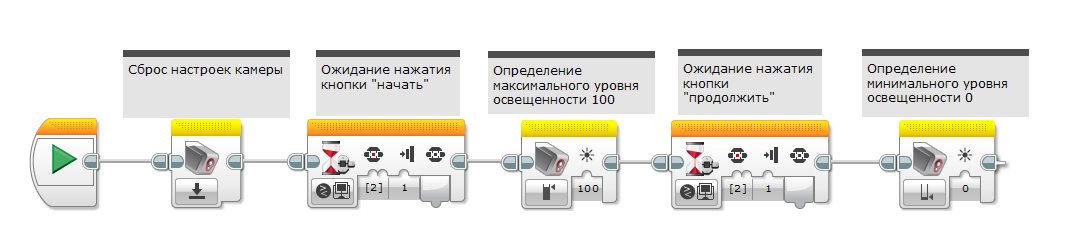 Сброс настроек камеры
Ожидание нажатия
кнопки "начать"
Определение
максимального уровня
освещенности 100
Ожидание нажатия
кнопки
"продолжить"
Определение
минимального уровня
освещенности 0
[2] 1
100
[2] 1
0